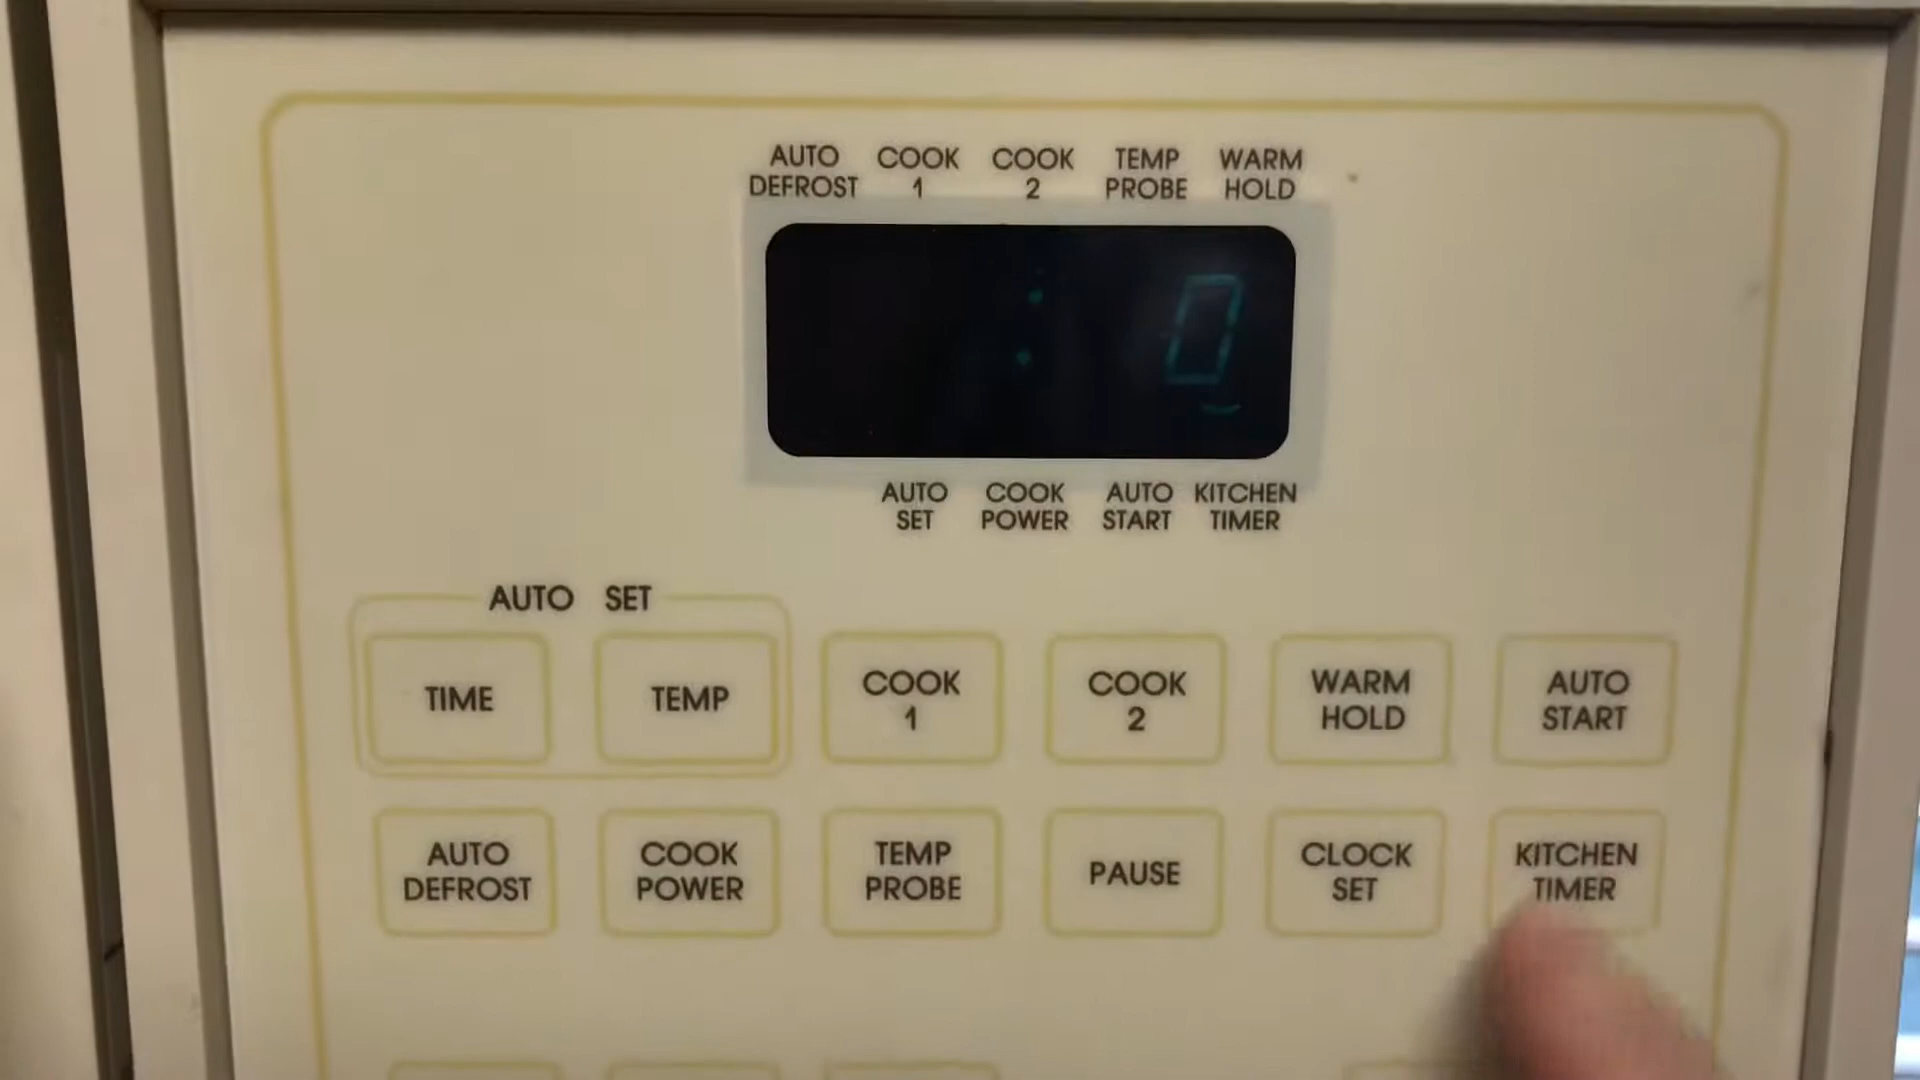 AUTO DEFROST COOK 1 COOK 2 TEMP PROBE WARM HOLD
: 0
AUTO SET COOK POWER AUTO START KITCHEN TIMER
AUTO SET
TIME TEMP COOK 1 COOK 2 WARM HOLD AUTO START
AUTO DEFROST COOK POWER TEMP PROBE PAUSE CLOCK SET KITCHEN TIMER